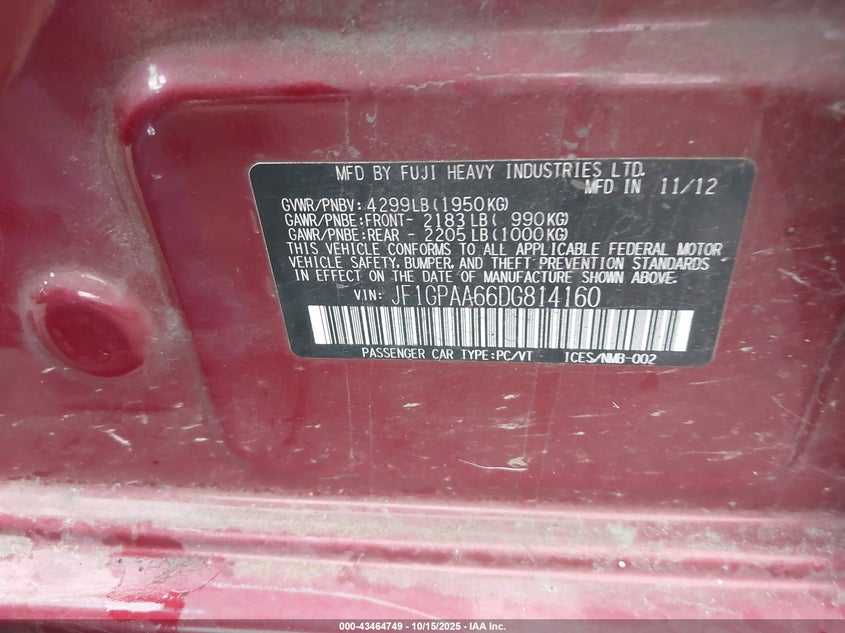 MFD BY FUJI HEAVY INDUSTRIES LTD.
MFD IN 11/12
GVWR/PNBV: 4299LB(1950KG)
GAWR/PNBE:FRONT- 2183LB( 990KG)
GAWR/PNBE:REAR - 2205LB(1000KG)
THIS VEHICLE CONFORMS TO ALL APPLICABLE FEDERAL MOTOR
VEHICLE SAFETY, BUMPER, AND THEFT PREVENTION STANDARDS
IN EFFECT ON THE DATE OF MANUFACTURE SHOWN ABOVE.
VIN: JF1GPAA66DG814160
PASSENGER CAR TYPE:PC/VT ICES/NMB-002
000-43464749 - 10/15/2025 - IAA Inc.